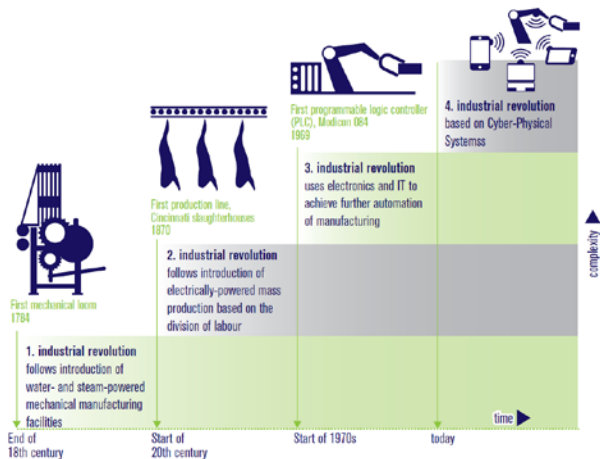 First programmable logic controller
(PLC), Modicon 084
1969
4. industrial revolution
based on Cyber-Physical
Systemss
3. industrial revolution
uses electronics and IT to
achieve further automation
of manufacturing
First production line,
Cincinnati slaughterhouses
1870
2. industrial revolution
follows introduction of
electrically-powered mass
production based on the
division of labour
First mechanical loom
1784
1. industrial revolution
follows introduction of
water- and steam-powered
mechanical manufacturing
facilities
complexity
time
End of
18th century
Start of
20th century
Start of 1970s
today